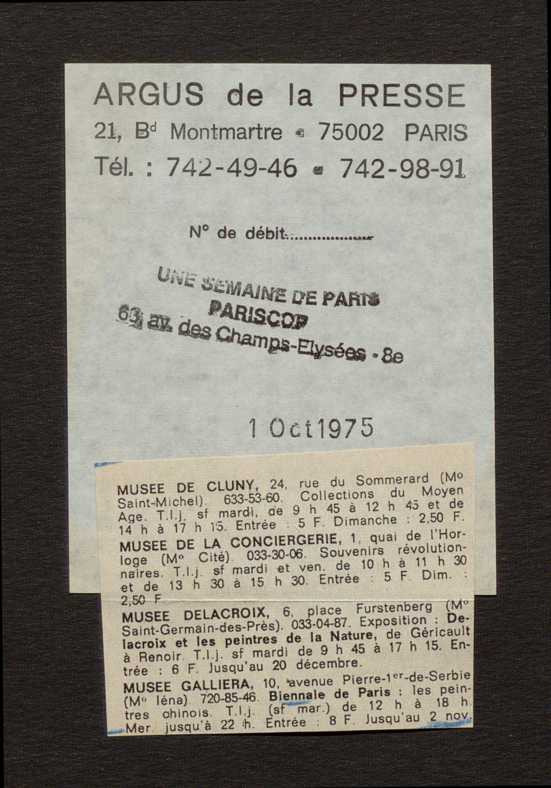 ARGUS de la PRESSE
21, Bd Montmartre • 75002 PARIS
Tél. : 742-49-46 • 742-98-91
N° de débit..................
UNE SEMAINE DE PARIS
PARISCOP
63, av. des Champs-Elysées - 8e
1 Oct 1975
MUSEE DE CLUNY, 24, rue du Sommerard (M°
Saint-Michel). 633-53-60. Collections du Moyen
Age. T.l.j. sf mardi, de 9 h 45 à 12 h 45 et de
14 h à 17 h 15. Entrée : 5 F. Dimanche : 2,50 F.
MUSEE DE LA CONCIERGERIE, 1, quai de l'Hor-
loge (M° Cité). 033-30-06. Souvenirs révolution-
naires. T.l.j. sf mardi et ven. de 10 h à 11 h 30
et de 13 h 30 à 15 h 30. Entrée : 5 F. Dim. :
2,50 F
MUSEE DELACROIX, 6, place Furstenberg (M°
Saint-Germain-des-Près). 033-04-87. Exposition : De-
lacroix et les peintres de la Nature, de Géricault
à Renoir. T.l.j. sf mardi de 9 h 45 à 17 h 15. En-
trée : 6 F. Jusqu'au 20 décembre.
MUSEE GALLIERA, 10, avenue Pierre-1er-de-Serbie
(M° Iéna) 720-85-46. Biennale de Paris : les pein-
tres chinois. T.l.j. (sf mar.) de 12 h à 18 h.
Mer. jusqu'à 22 h. Entrée : 8 F. Jusqu'au 2 nov.